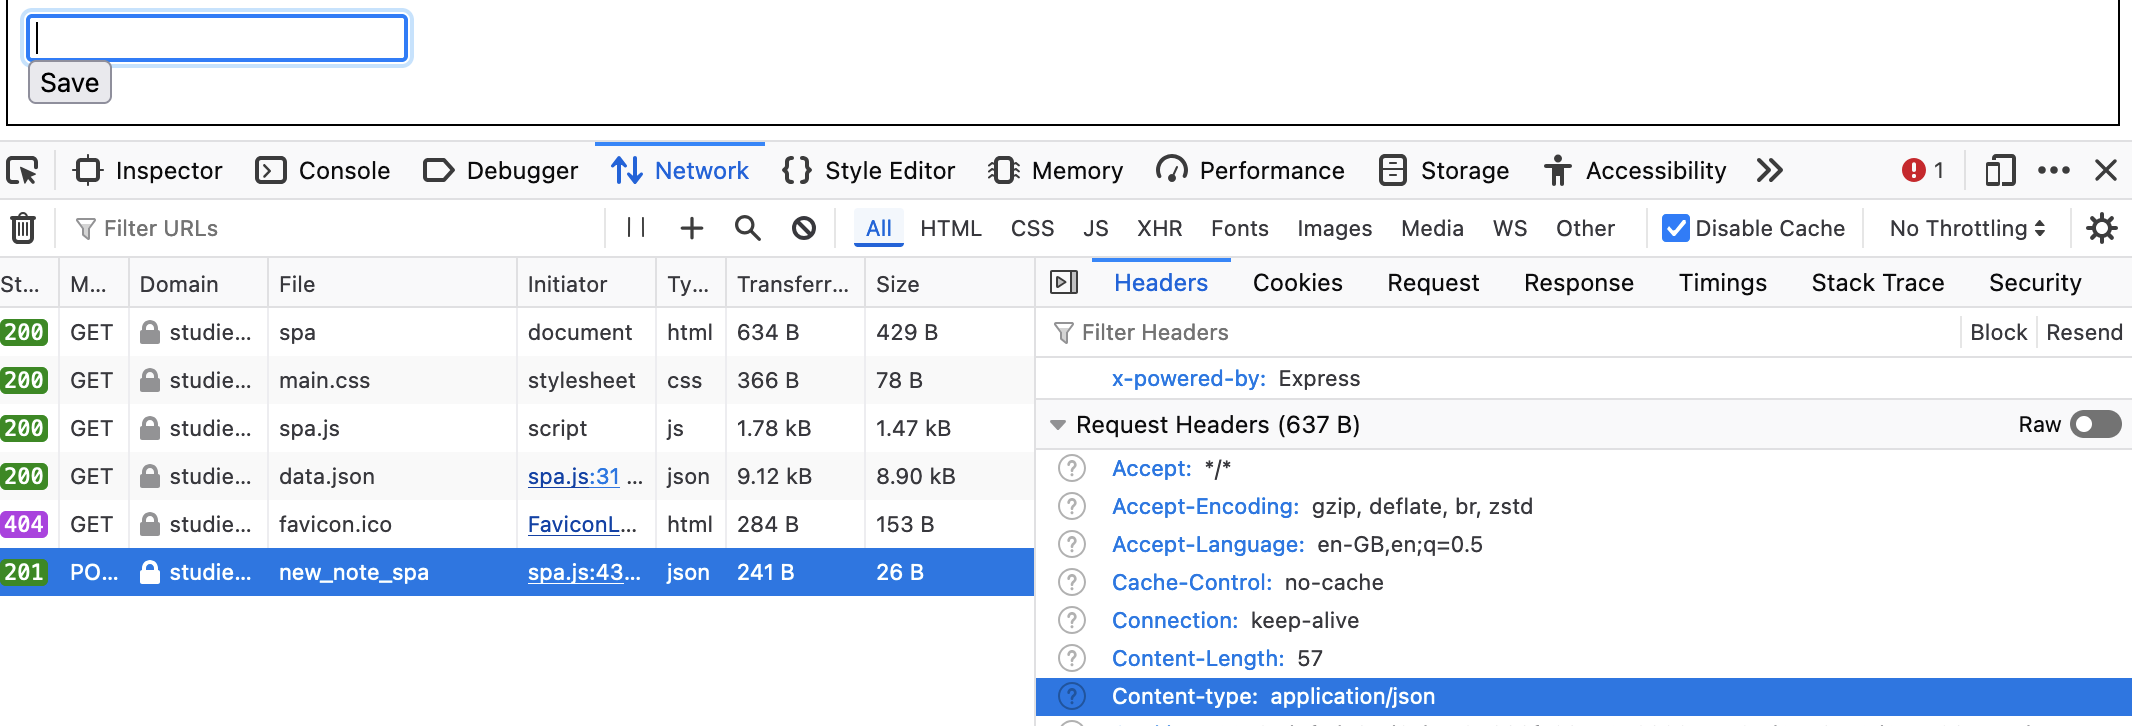 Save
Inspector Console Debugger Network Style Editor Memory Performance Storage Accessibility 1
Filter URLs All HTML CSS JS XHR Fonts Images Media WS Other Disable Cache No Throttling
St... M... Domain File Initiator Ty... Transferr... Size Headers Cookies Request Response Timings Stack Trace Security
200 GET studie... spa document html 634 B 429 B Filter Headers Block Resend
200 GET studie... main.css stylesheet css 366 B 78 B x-powered-by: Express
200 GET studie... spa.js script js 1.78 kB 1.47 kB Request Headers (637 B) Raw
200 GET studie... data.json spa.js:31 ... json 9.12 kB 8.90 kB Accept: */*
Accept-Encoding: gzip, deflate, br, zstd
404 GET studie... favicon.ico FaviconL... html 284 B 153 B Accept-Language: en-GB,en;q=0.5
201 PO... studie... new_note_spa spa.js:43... json 241 B 26 B Cache-Control: no-cache
Connection: keep-alive
Content-Length: 57
Content-type: application/json